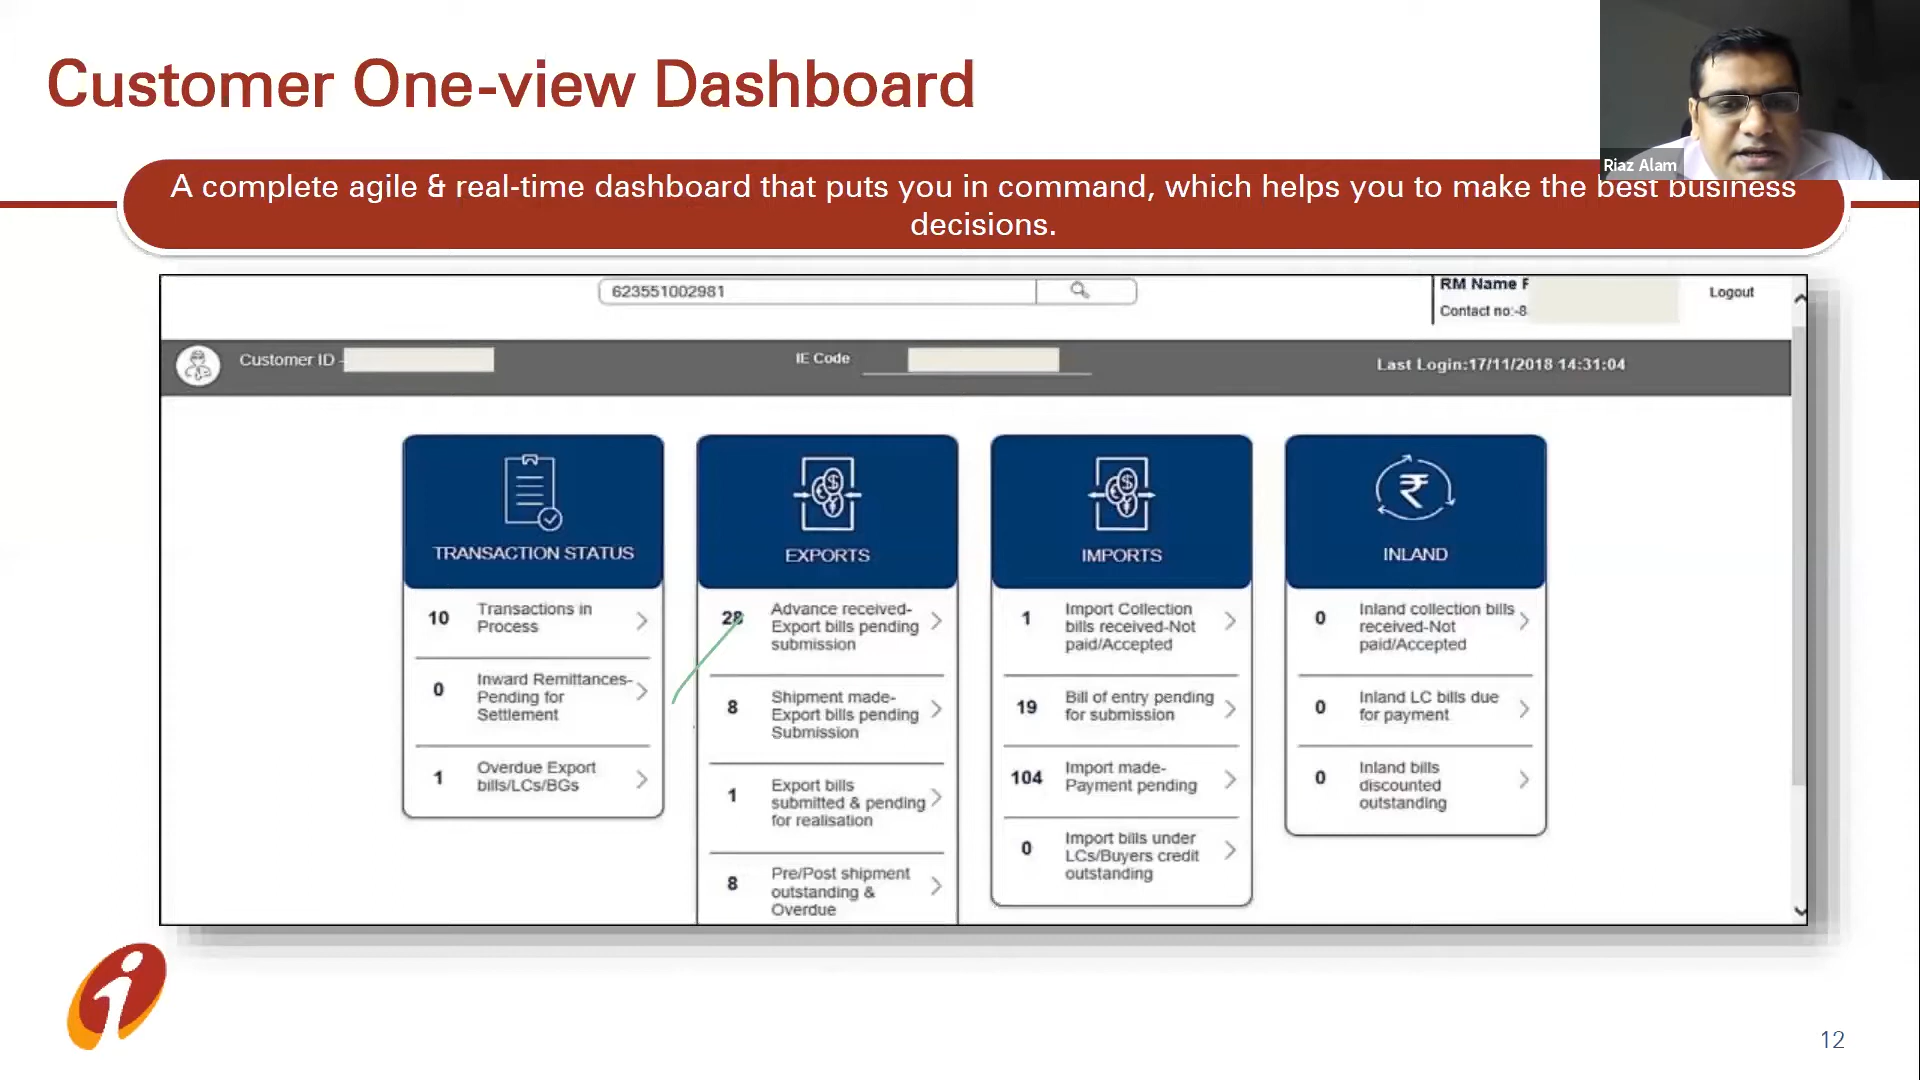 Customer One-view Dashboard
Riaz Alam
A complete agile & real-time dashboard that puts you in command, which helps you to make the best business
decisions.
623551002981
RM Name F
Contact no:-8
Logout
Customer ID -
IE Code
Last Login:17/11/2018 14:31:04
TRANSACTION STATUS
10 Transactions in
Process
0 Inward Remittances-
Pending for
Settlement
1 Overdue Export
bills/LCs/BGs
EXPORTS
28 Advance received-
Export bills pending
submission
8 Shipment made-
Export bills pending
Submission
1 Export bills
submitted & pending
for realisation
8 Pre/Post shipment
outstanding &
Overdue
IMPORTS
1 Import Collection
bills received-Not
paid/Accepted
19 Bill of entry pending
for submission
104 Import made-
Payment pending
0 Import bills under
LCs/Buyers credit
outstanding
INLAND
0 Inland collection bills
received-Not
paid/Accepted
0 Inland LC bills due
for payment
0 Inland bills
discounted
outstanding
12